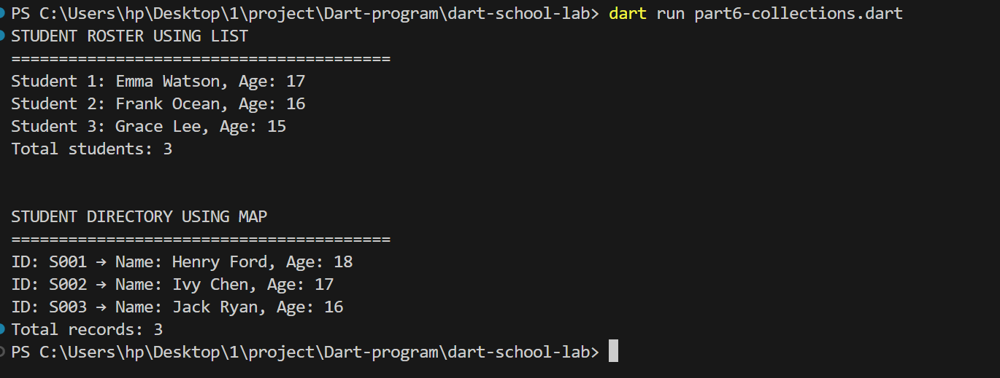 PS C:\Users\hp\Desktop\1\project\Dart-program\dart-school-lab> dart run part6-collections.dart
STUDENT ROSTER USING LIST
========================================
Student 1: Emma Watson, Age: 17
Student 2: Frank Ocean, Age: 16
Student 3: Grace Lee, Age: 15
Total students: 3
STUDENT DIRECTORY USING MAP
========================================
ID: S001 → Name: Henry Ford, Age: 18
ID: S002 → Name: Ivy Chen, Age: 17
ID: S003 → Name: Jack Ryan, Age: 16
Total records: 3
PS C:\Users\hp\Desktop\1\project\Dart-program\dart-school-lab>